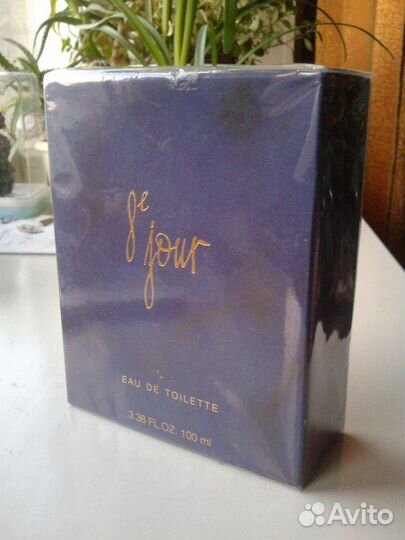 8e
jour
EAU DE TOILETTE
3.38 FL.OZ. 100 ml
Avito